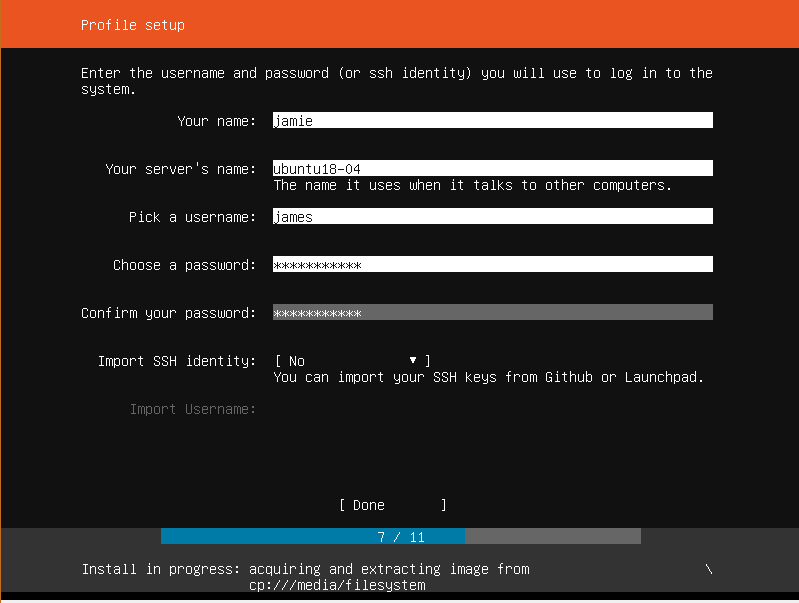 Profile setup
Enter the username and password (or ssh identity) you will use to log in to the
system.
Your name: jamie
Your server's name: ubuntu18-04
The name it uses when it talks to other computers.
Pick a username: james
Choose a password: ***********
Confirm your password: ***********
Import SSH identity: [ No ▼ ]
You can import your SSH keys from Github or Launchpad.
Import Username:
[ Done ]
7 / 11
Install in progress: acquiring and extracting image from \
cp:///media/filesystem